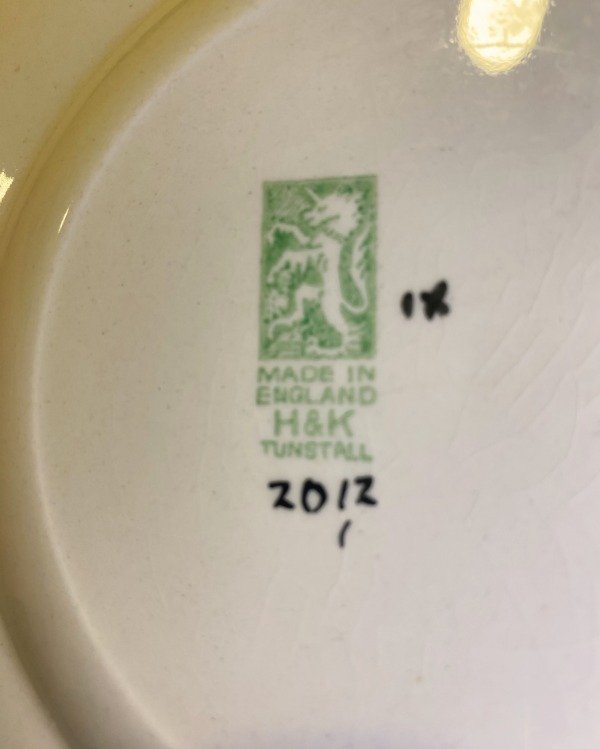 1X
MADE IN
ENGLAND
H&K
TUNSTALL
2012
1